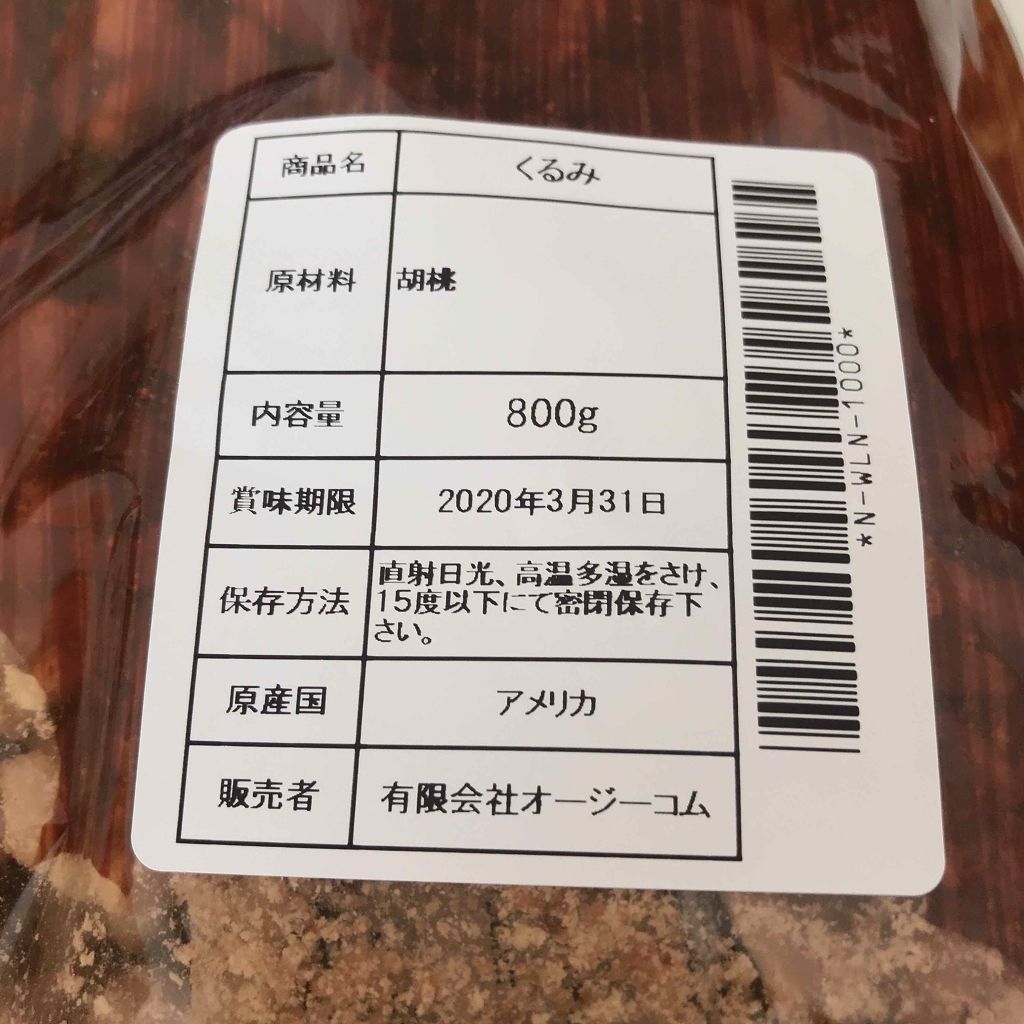 商品名 くるみ
原材料 胡桃
内容量 800g
賞味期限 2020年3月31日
保存方法 直射日光、高温多湿をさけ、
15度以下にて密閉保存下
さい。
原産国 アメリカ
販売者 有限会社オージーコム
*N-WLN-1000*